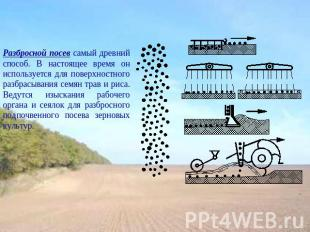 Разбросной посев самый древний
способ. В настоящее время он
используется для поверхностного
разбрасывания семян трав и риса.
Ведутся изыскания рабочего
органа и сеялок для разбросного
подпочвенного посева зерновых
культур.
PPt4WEB.ru